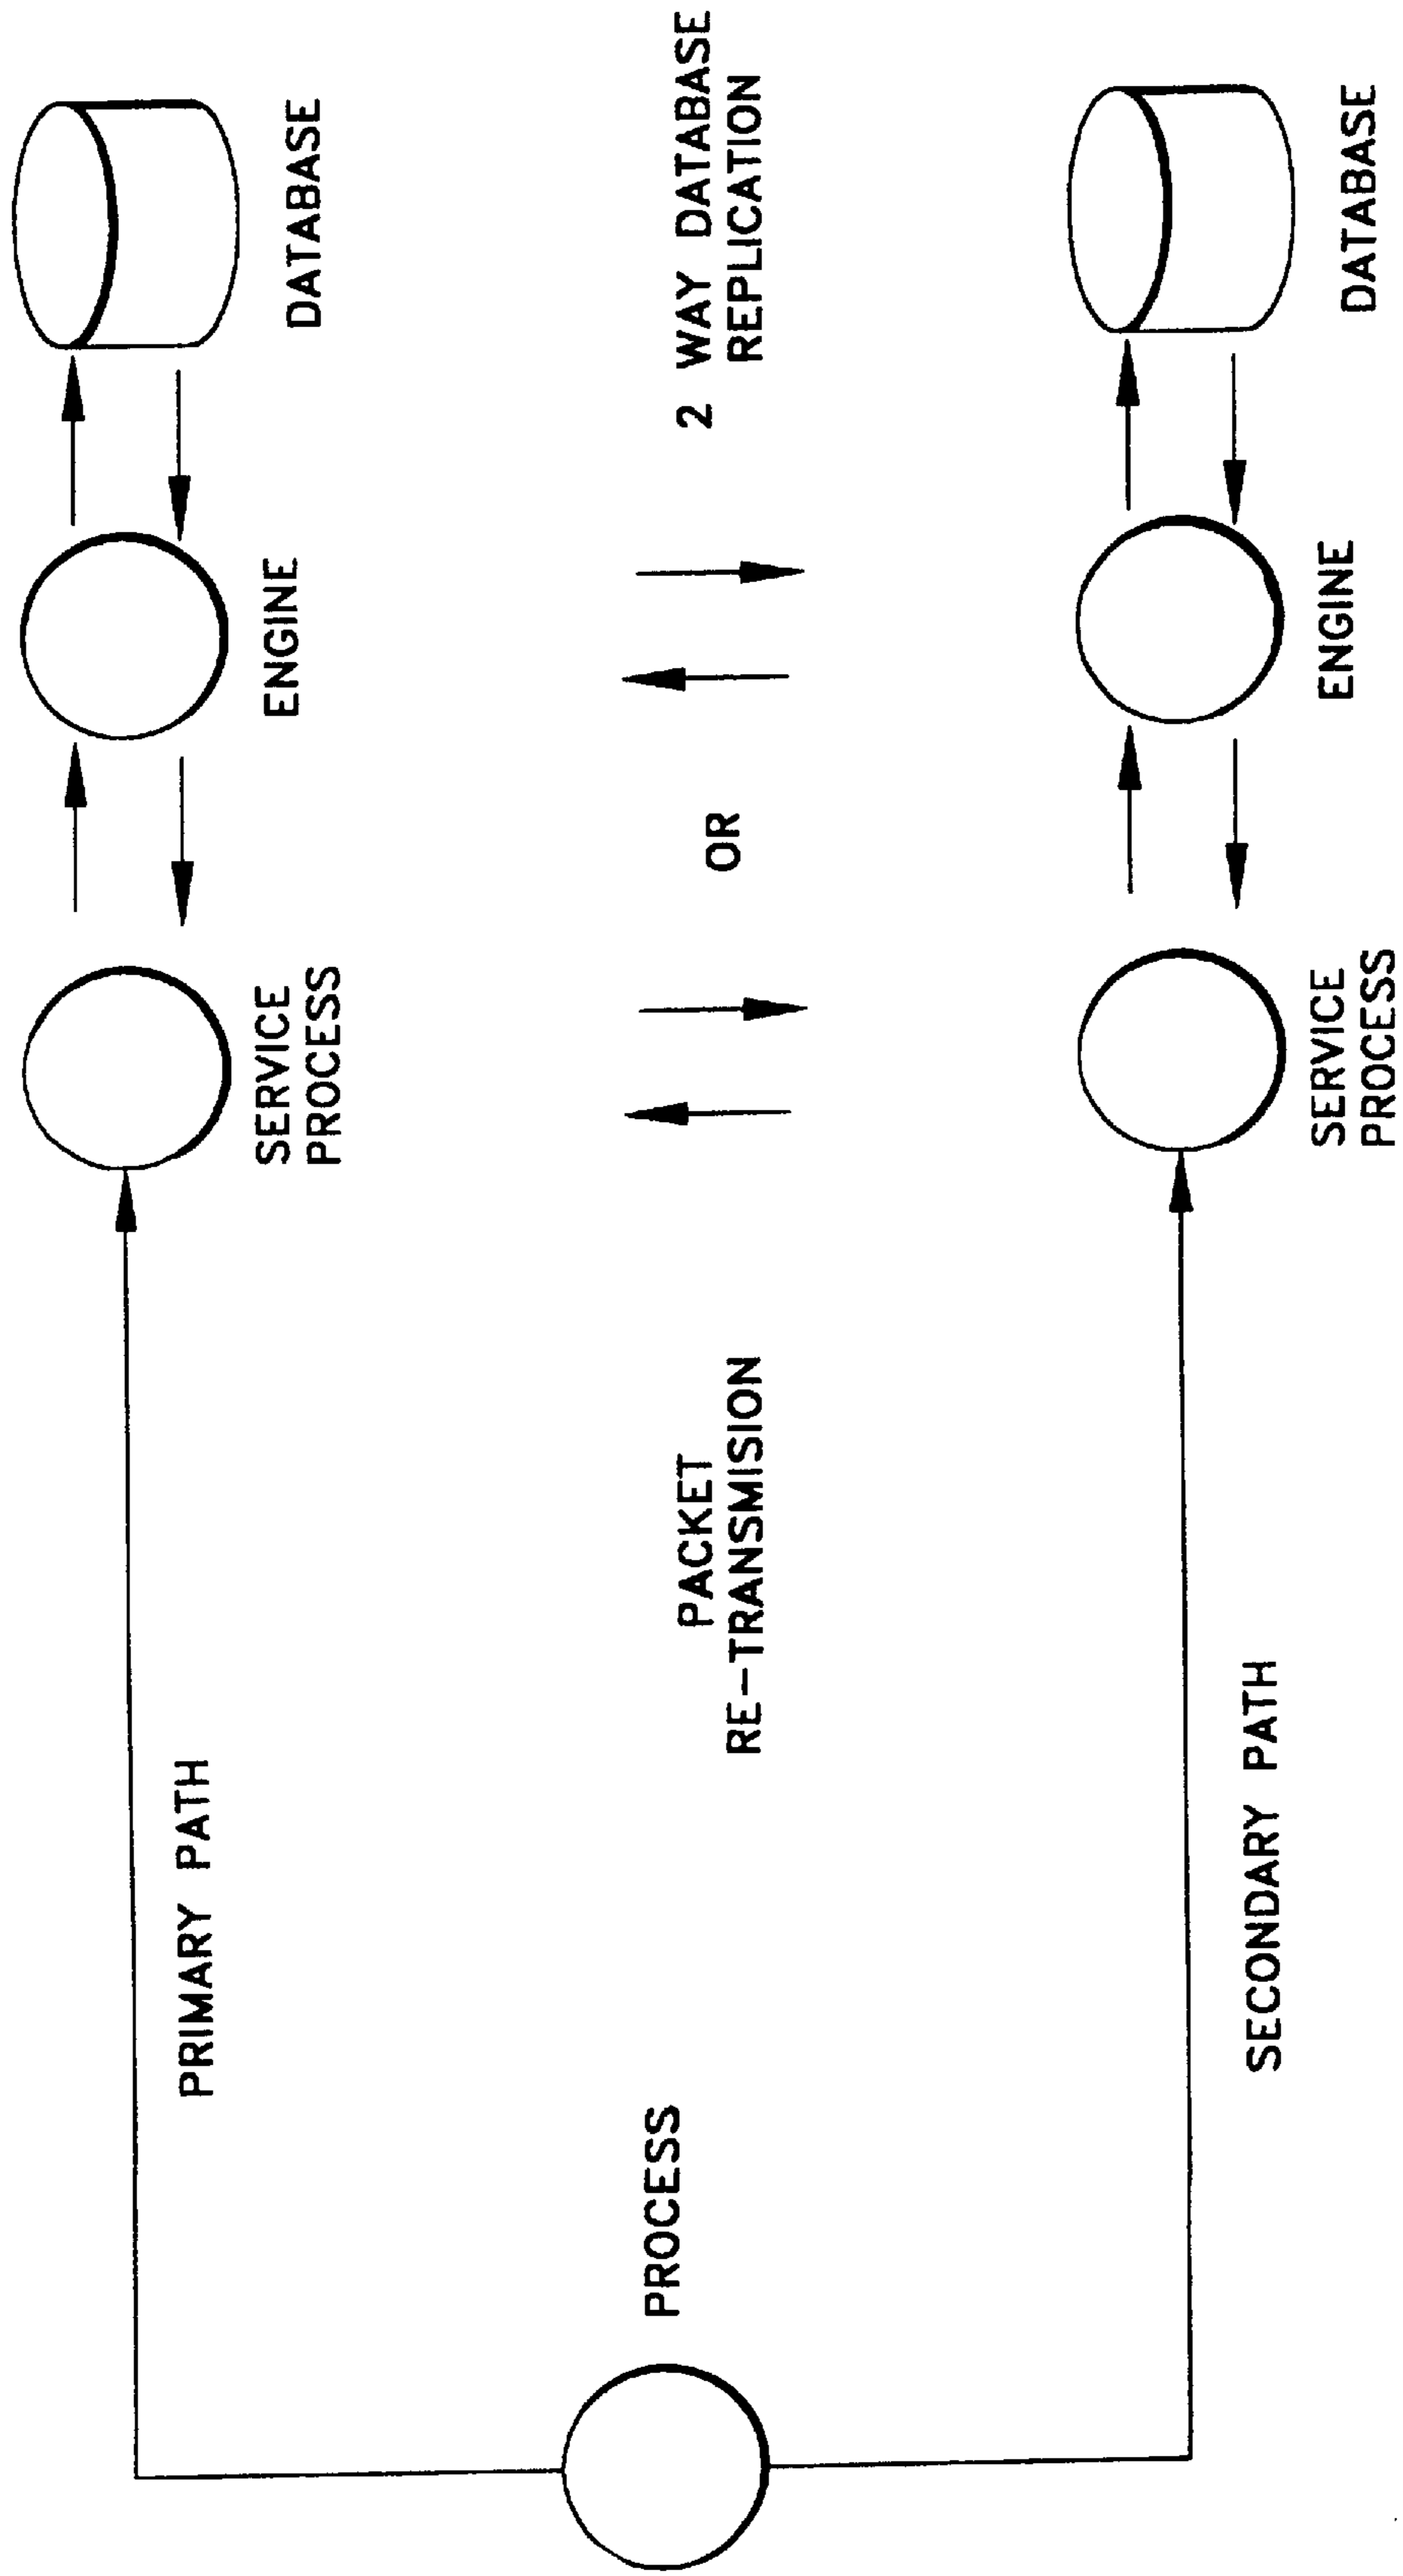 PRIMARY PATH
SERVICE
PROCESS
ENGINE
DATABASE
PROCESS
PACKET
RE-TRANSMISION
OR
2 WAY DATABASE
REPLICATION
SECONDARY PATH
SERVICE
PROCESS
ENGINE
DATABASE